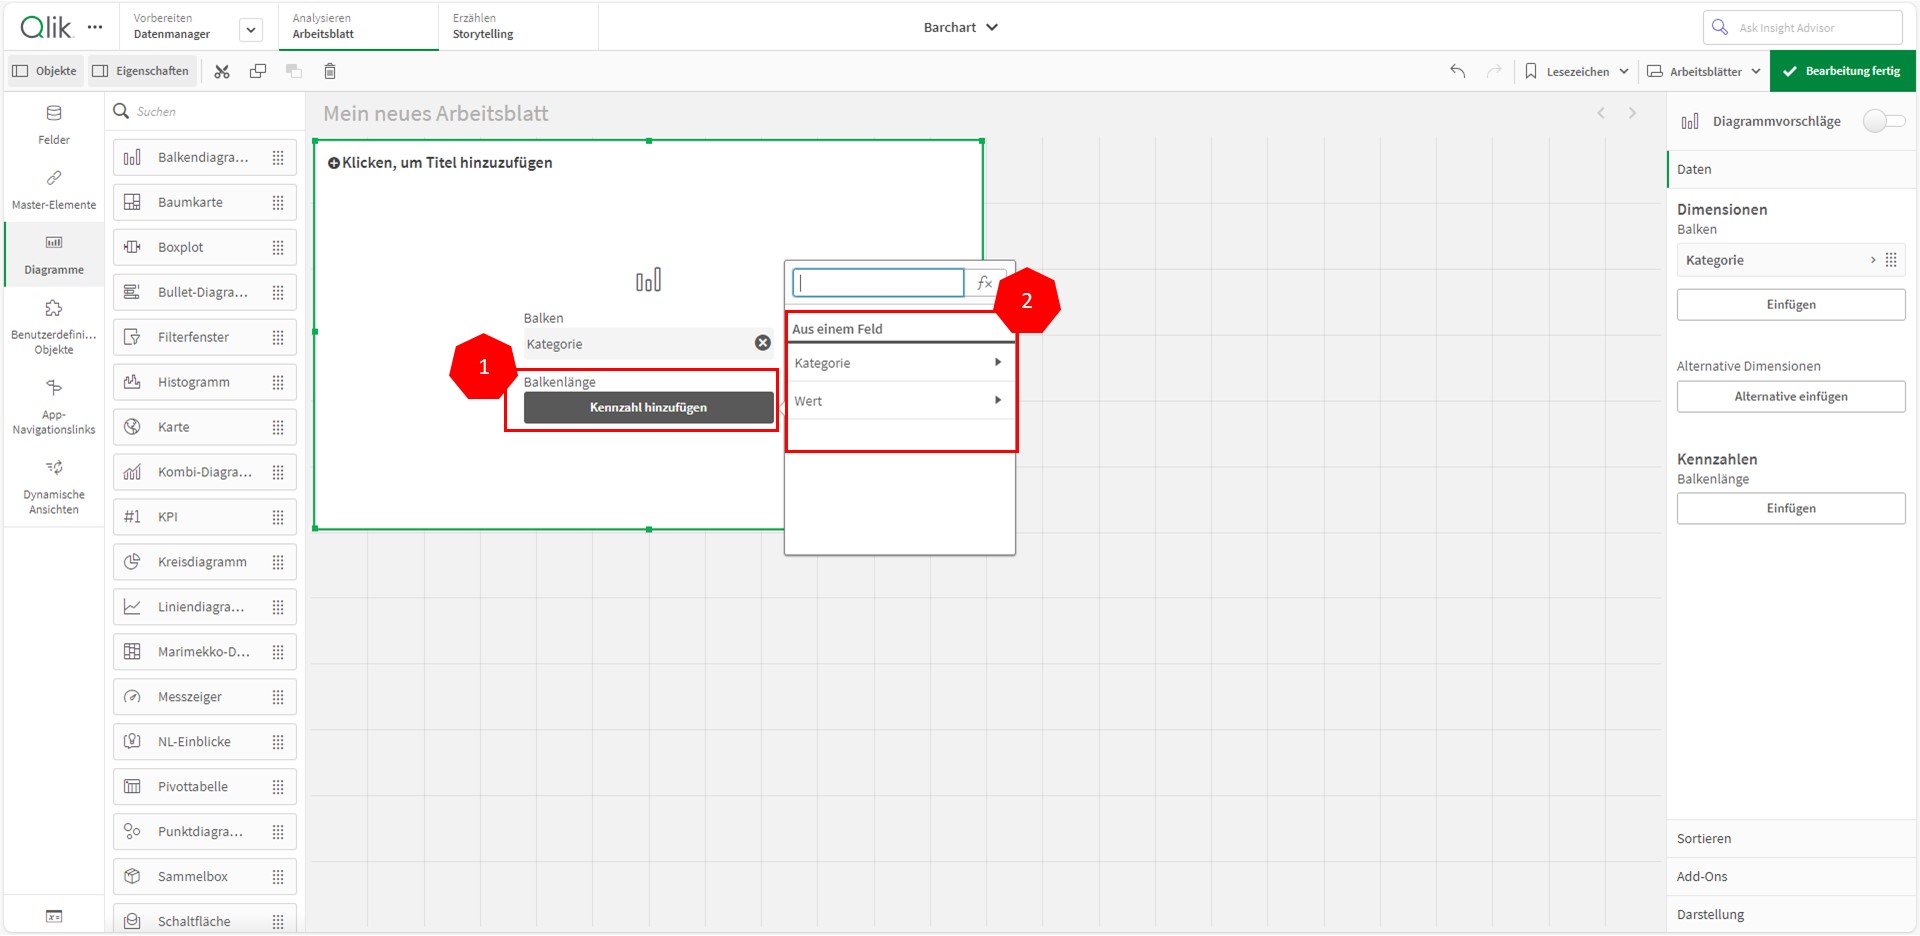 Qlik
Vorbereiten
Datenmanager
Analysieren
Arbeitsblatt
Erzählen
Storytelling
Barchart
Ask Insight Advisor
Objekte
Eigenschaften
Lesezeichen
Arbeitsblätter
Bearbeitung fertig
Felder
Master-Elemente
Diagramme
Benutzerdefini...
Objekte
App-
Navigationslinks
Dynamische
Ansichten
Suchen
Balkendiagra...
Baumkarte
Boxplot
Bullet-Diagra...
Filterfenster
Histogramm
Karte
Kombi-Diagra...
#1 KPI
Kreisdiagramm
Liniendiagra...
Marimekko-D...
Messzeiger
NL-Einblicke
Pivottabelle
Punktdiagra...
Sammelbox
Schaltfläche
Mein neues Arbeitsblatt
Klicken, um Titel hinzuzufügen
Balken
Kategorie
1
Balkenlänge
Kennzahl hinzufügen
fx
2
Aus einem Feld
Kategorie
Wert
Diagrammvorschläge
Daten
Dimensionen
Balken
Kategorie
Einfügen
Alternative Dimensionen
Alternative einfügen
Kennzahlen
Balkenlänge
Einfügen
Sortieren
Add-Ons
Darstellung